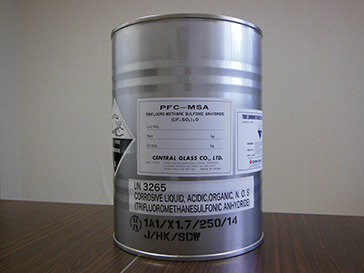 PFC-MSA
TRIFLUORO METHANE SULFONIC ANHYDRIDE
(CF₃SO₂)₂O
Lot No.
Net kg
Gross kg
CENTRAL GLASS CO., LTD.
UN 3265
CORROSIVE LIQUID, ACIDIC, ORGANIC, N. O. S
(TRIFLUOROMETHANESULFONIC ANHYDRIDE)
1A1/X1.7/250/14
J/HK/SDW